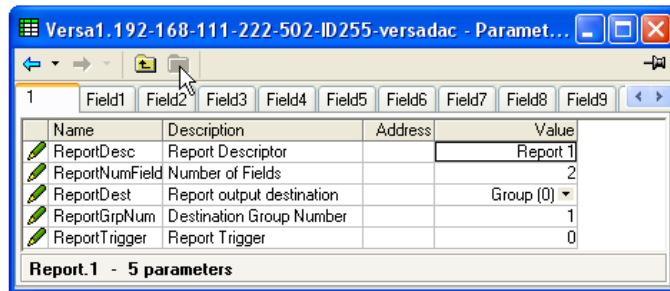 Versa1.192-168-111-222-502-ID255-versadac - Paramet...
1 Field1 Field2 Field3 Field4 Field5 Field6 Field7 Field8 Field9
Name Description Address Value
ReportDesc Report Descriptor Report 1
ReportNumField Number of Fields 2
ReportDest Report output destination Group (0)
ReportGrpNum Destination Group Number 1
ReportTrigger Report Trigger 0
Report.1 - 5 parameters